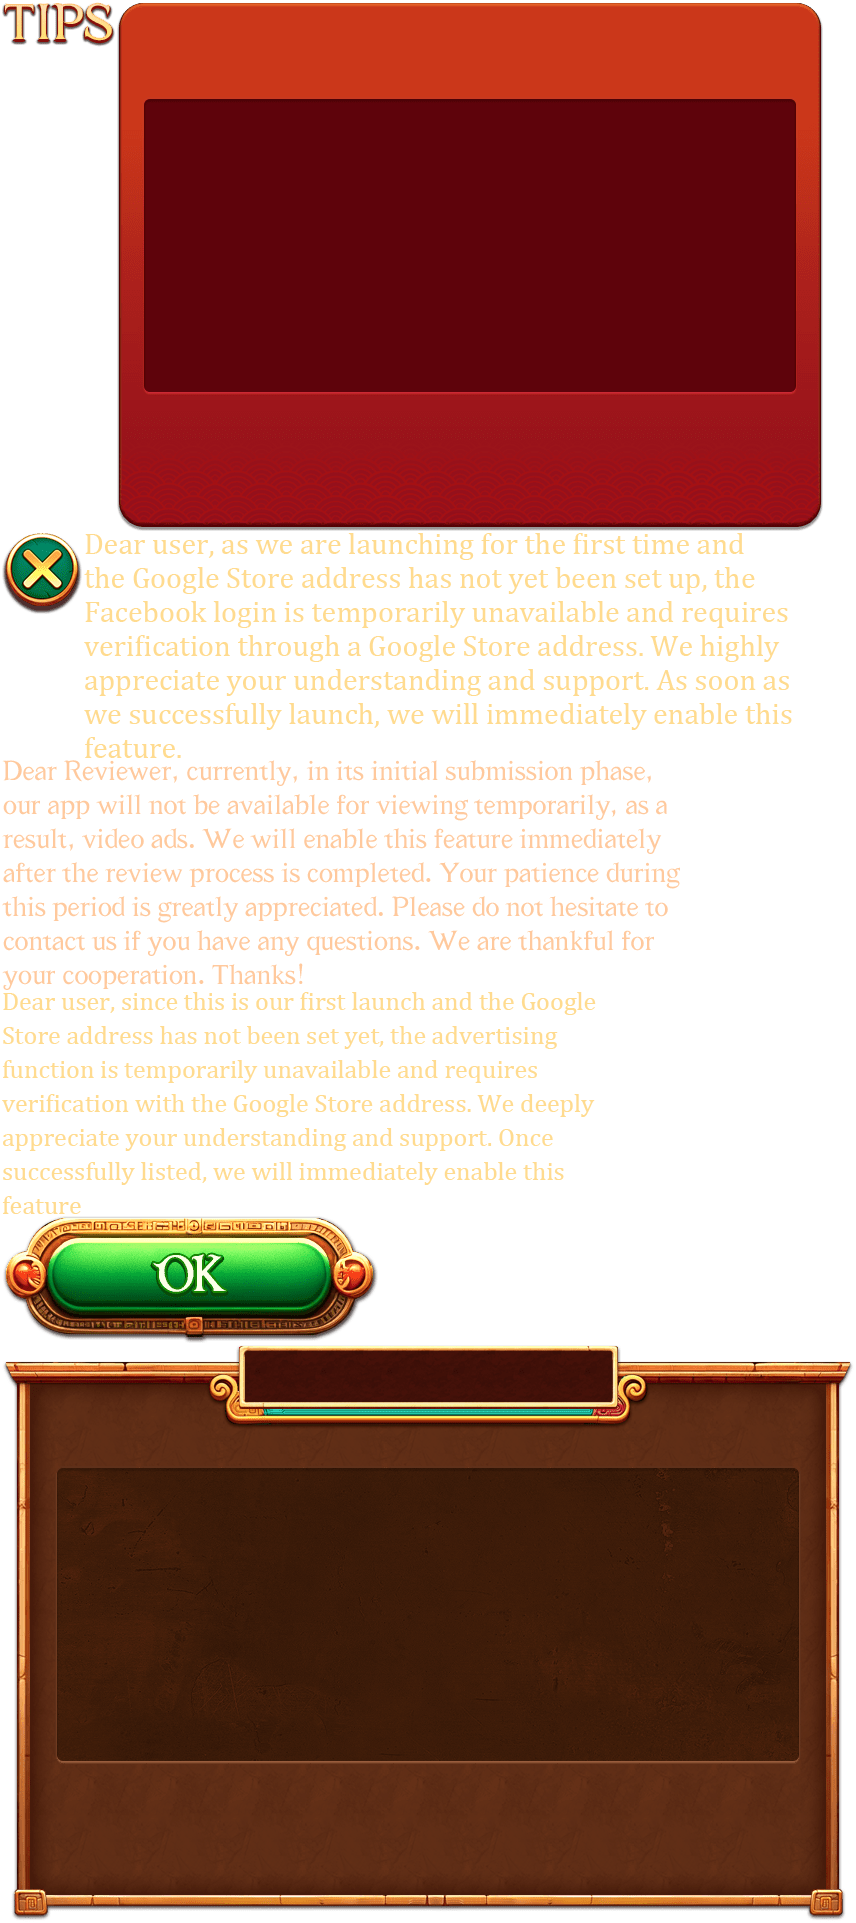 TIPS
Dear user, as we are launching for the first time and
the Google Store address has not yet been set up, the
Facebook login is temporarily unavailable and requires
verification through a Google Store address. We highly
appreciate your understanding and support. As soon as
we successfully launch, we will immediately enable this
feature.
Dear Reviewer, currently, in its initial submission phase,
our app will not be available for viewing temporarily, as a
result, video ads. We will enable this feature immediately
after the review process is completed. Your patience during
this period is greatly appreciated. Please do not hesitate to
contact us if you have any questions. We are thankful for
your cooperation. Thanks!
Dear user, since this is our first launch and the Google
Store address has not been set yet, the advertising
function is temporarily unavailable and requires
verification with the Google Store address. We deeply
appreciate your understanding and support. Once
successfully listed, we will immediately enable this
feature
OK